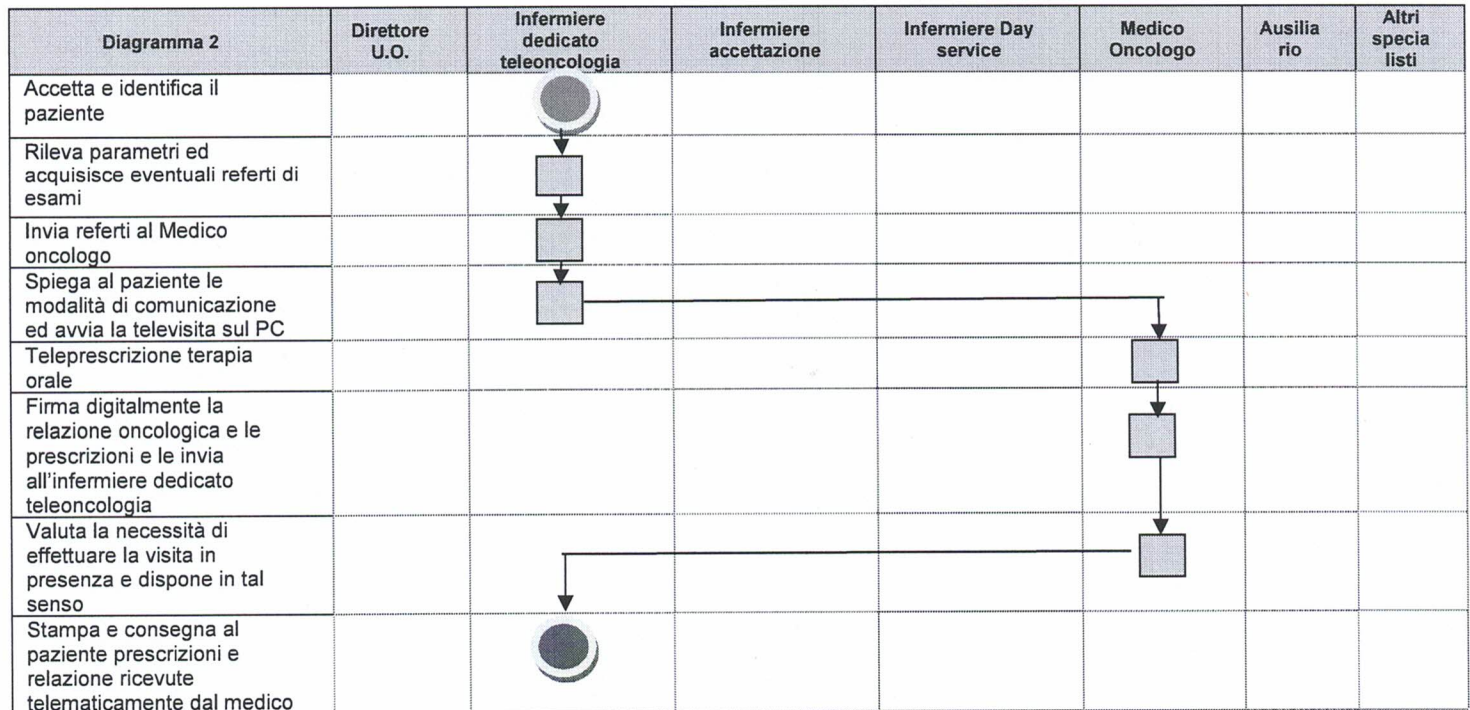 Diagramma 2
Direttore
U.O.
Infermiere
dedicato
teleoncologia
Infermiere
accettazione
Infermiere Day
service
Medico
Oncologo
Ausilia
rio
Altri
specia
listi
Accetta e identifica il
paziente
Rileva parametri ed
acquisisce eventuali referti di
esami
Invia referti al Medico
oncologo
Spiega al paziente le
modalità di comunicazione
ed avvia la televisita sul PC
Teleprescrizione terapia
orale
Firma digitalmente la
relazione oncologica e le
prescrizioni e le invia
all'infermiere dedicato
teleoncologia
Valuta la necessità di
effettuare la visita in
presenza e dispone in tal
senso
Stampa e consegna al
paziente prescrizioni e
relazione ricevute
telematicamente dal medico